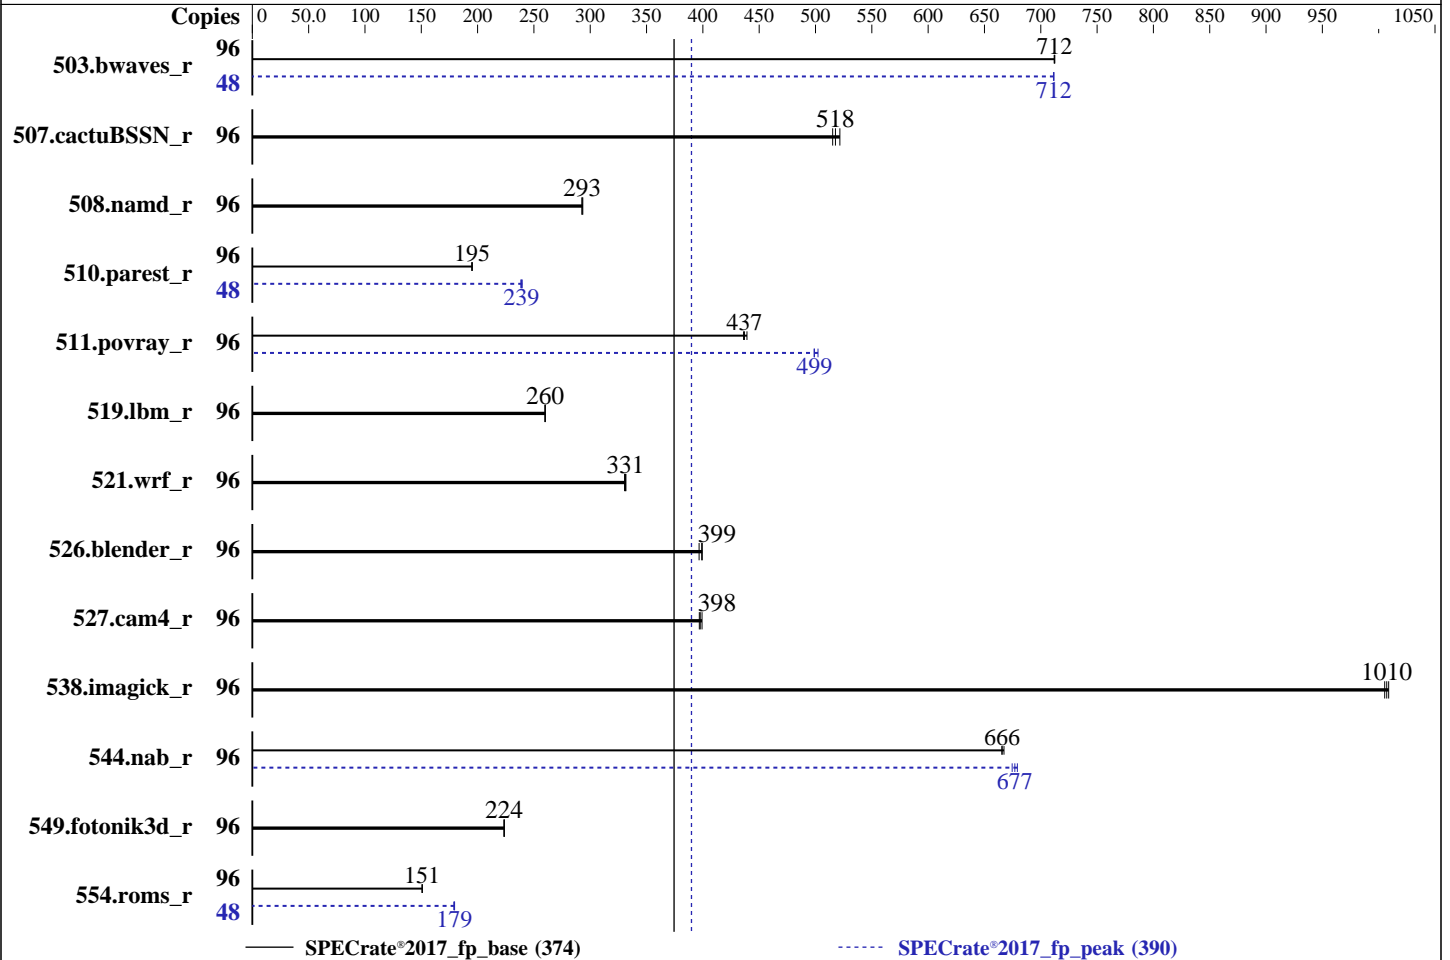 Copies 0 50.0 100 150 200 250 300 350 400 450 500 550 600 650 700 750 800 850 900 950 1050
503.bwaves_r 96 712
48 712
507.cactuBSSN_r 96 518
508.namd_r 96 293
510.parest_r 96 195
48 239
511.povray_r 96 437
499
519.lbm_r 96 260
521.wrf_r 96 331
526.blender_r 96 399
527.cam4_r 96 398
538.imagick_r 96 1010
544.nab_r 96 666
677
549.fotonik3d_r 96 224
554.roms_r 96 151
48 179
SPECrate®2017_fp_base (374) SPECrate®2017_fp_peak (390)